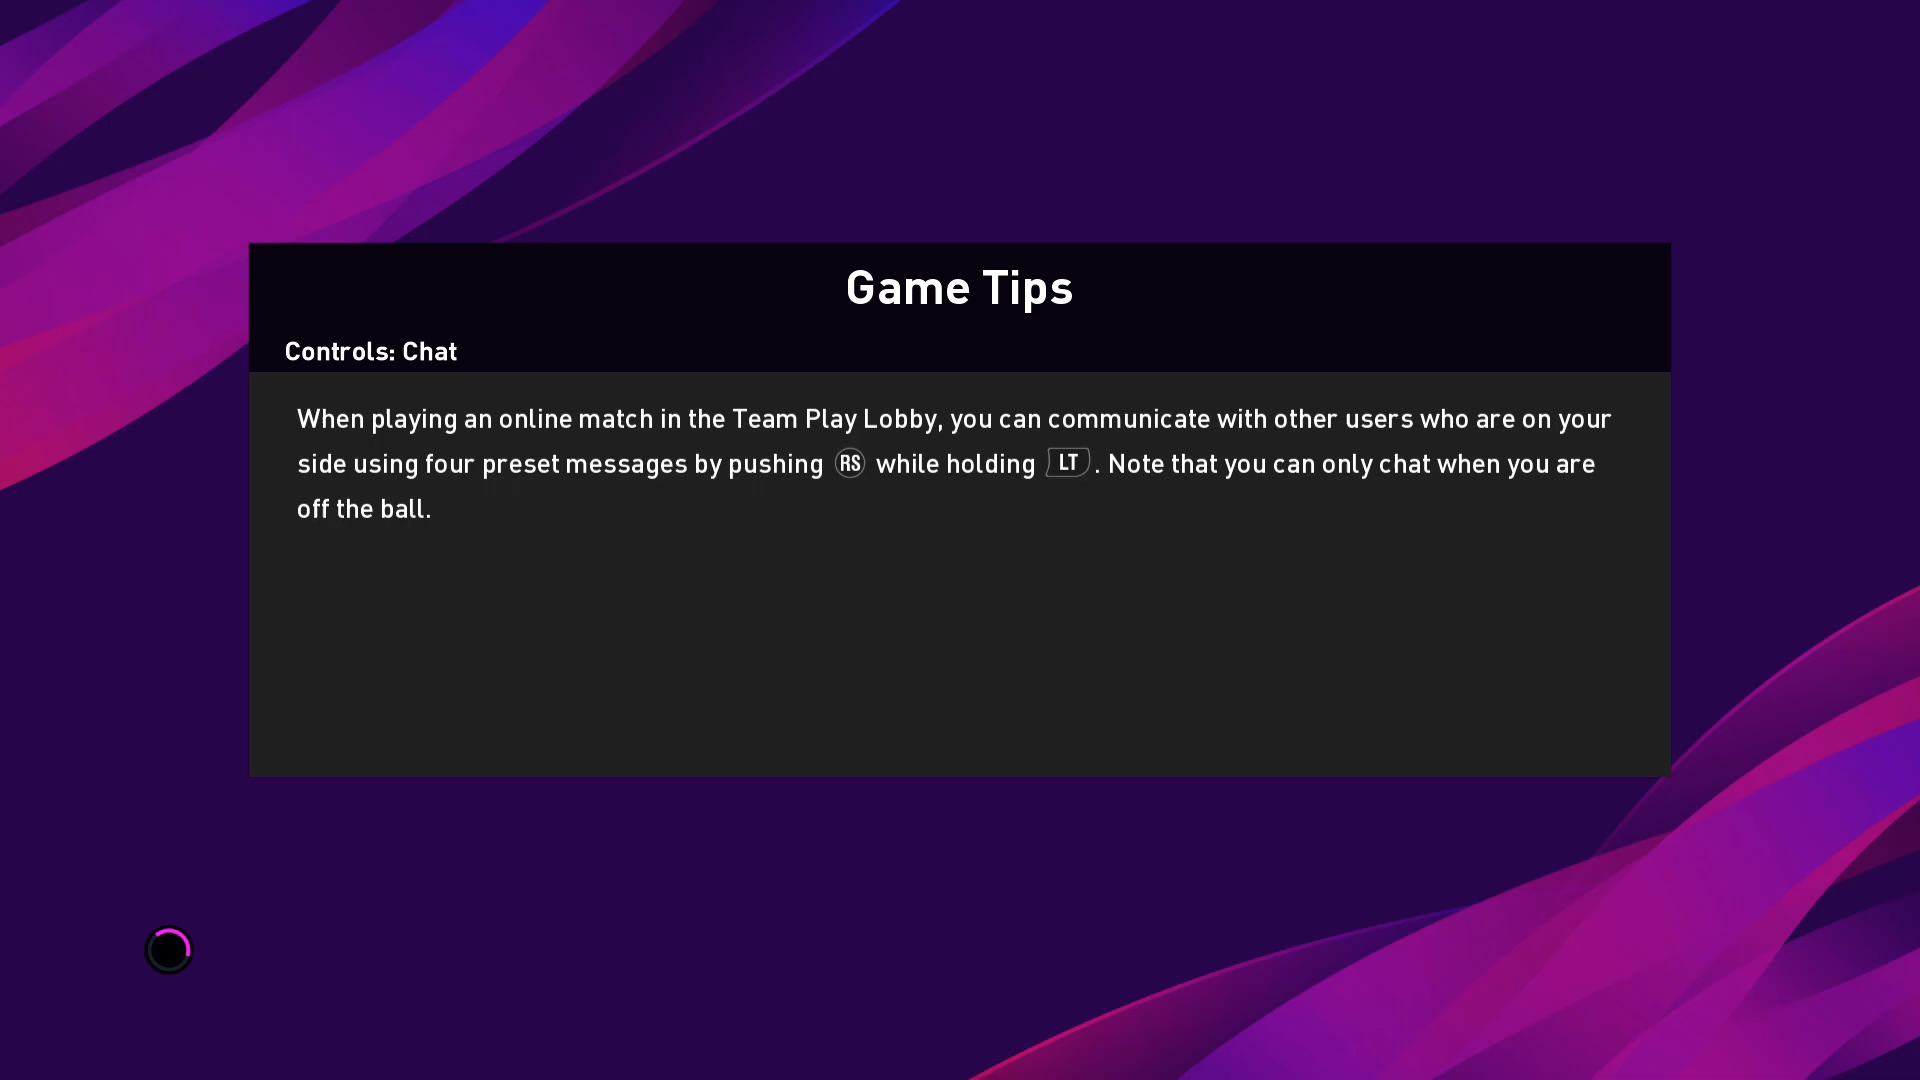 Game Tips
Controls: Chat
When playing an online match in the Team Play Lobby, you can communicate with other users who are on your
side using four preset messages by pushing RS while holding LT. Note that you can only chat when you are
off the ball.